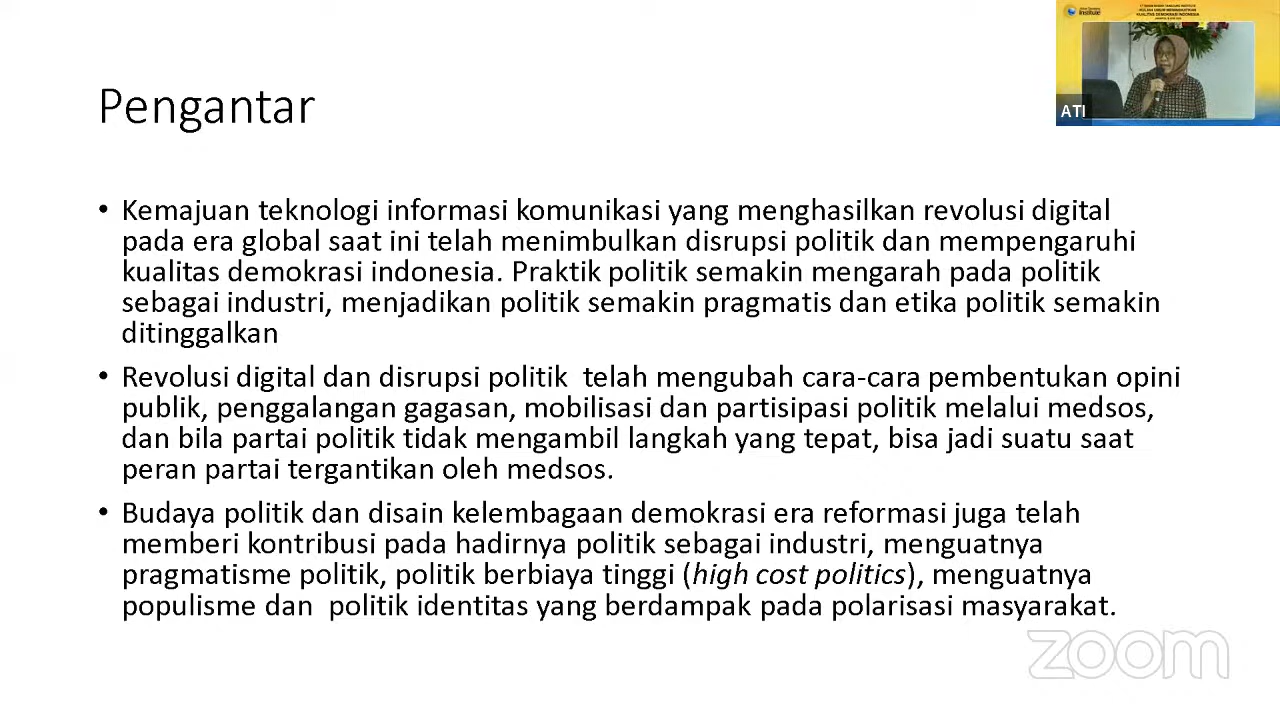 Pengantar
• Kemajuan teknologi informasi komunikasi yang menghasilkan revolusi digital
pada era global saat ini telah menimbulkan disrupsi politik dan mempengaruhi
kualitas demokrasi indonesia. Praktik politik semakin mengarah pada politik
sebagai industri, menjadikan politik semakin pragmatis dan etika politik semakin
ditinggalkan
• Revolusi digital dan disrupsi politik  telah mengubah cara-cara pembentukan opini
publik, penggalangan gagasan, mobilisasi dan partisipasi politik melalui medsos,
dan bila partai politik tidak mengambil langkah yang tepat, bisa jadi suatu saat
peran partai tergantikan oleh medsos.
• Budaya politik dan disain kelembagaan demokrasi era reformasi juga telah
memberi kontribusi pada hadirnya politik sebagai industri, menguatnya
pragmatisme politik, politik berbiaya tinggi (high cost politics), menguatnya
populisme dan  politik identitas yang berdampak pada polarisasi masyarakat.
Institute
KUALITAS DEMOKRASI INDONESIA
ATI
zoom